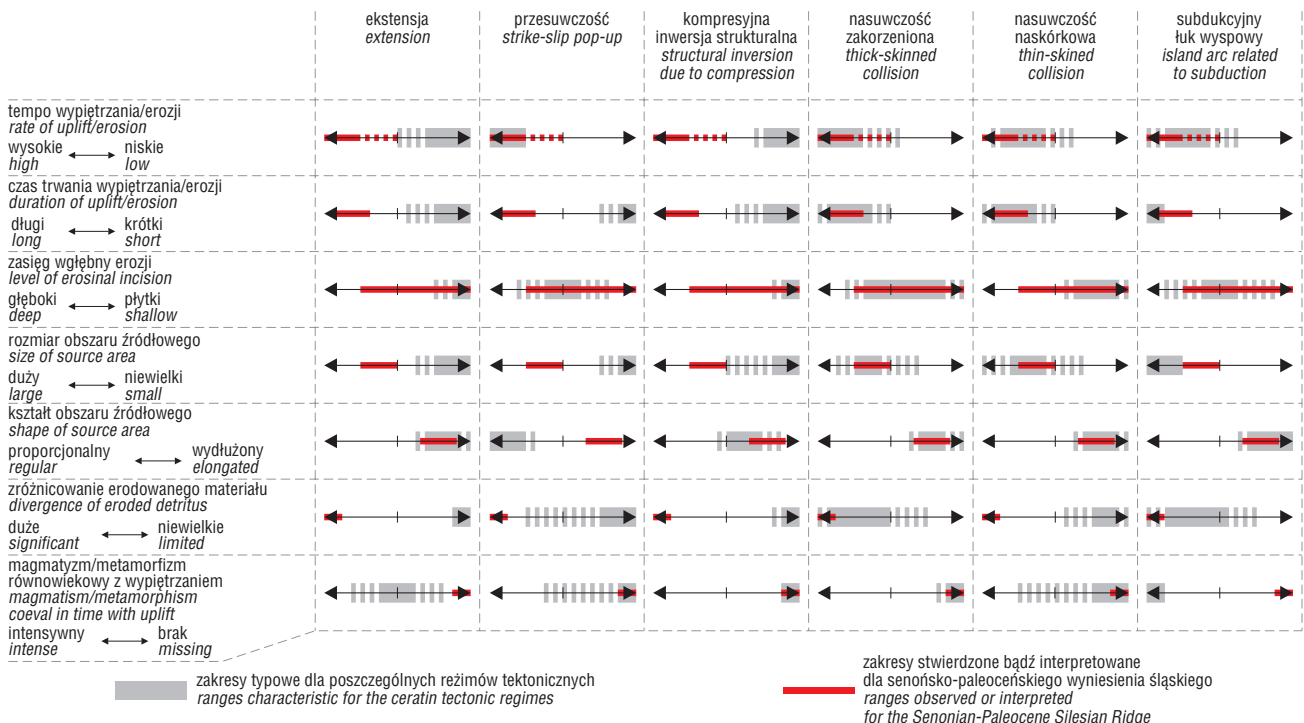 ekstensja
extension
przesuwczość
strike-slip pop-up
kompresyjna
inwersja strukturalna
structural inversion
due to compression
nasuwczość
zakorzeniona
thick-skinned
collision
nasuwczość
naskórkowa
thin-skined
collision
subdukcyjny
łuk wyspowy
island arc related
to subduction
tempo wypiętrzania/erozji
rate of uplift/erosion
wysokie niskie
high low
czas trwania wypiętrzania/erozji
duration of uplift/erosion
długi krótki
long short
zasięg wgłębny erozji
level of erosinal incision
głęboki płytki
deep shallow
rozmiar obszaru źródłowego
size of source area
duży niewielki
large small
kształt obszaru źródłowego
shape of source area
proporcjonalny wydłużony
regular elongated
zróżnicowanie erodowanego materiału
divergence of eroded detritus
duże niewielkie
significant limited
magmatyzm/metamorfizm
równowiekowy z wypiętrzaniem
magmatism/metamorphism
coeval in time with uplift
intensywny brak
intense missing
zakresy typowe dla poszczególnych reżimów tektonicznych
ranges characteristic for the ceratin tectonic regimes
zakresy stwierdzone bądź interpretowane
dla senońsko-paleoceńskiego wyniesienia śląskiego
ranges observed or interpreted
for the Senonian-Paleocene Silesian Ridge